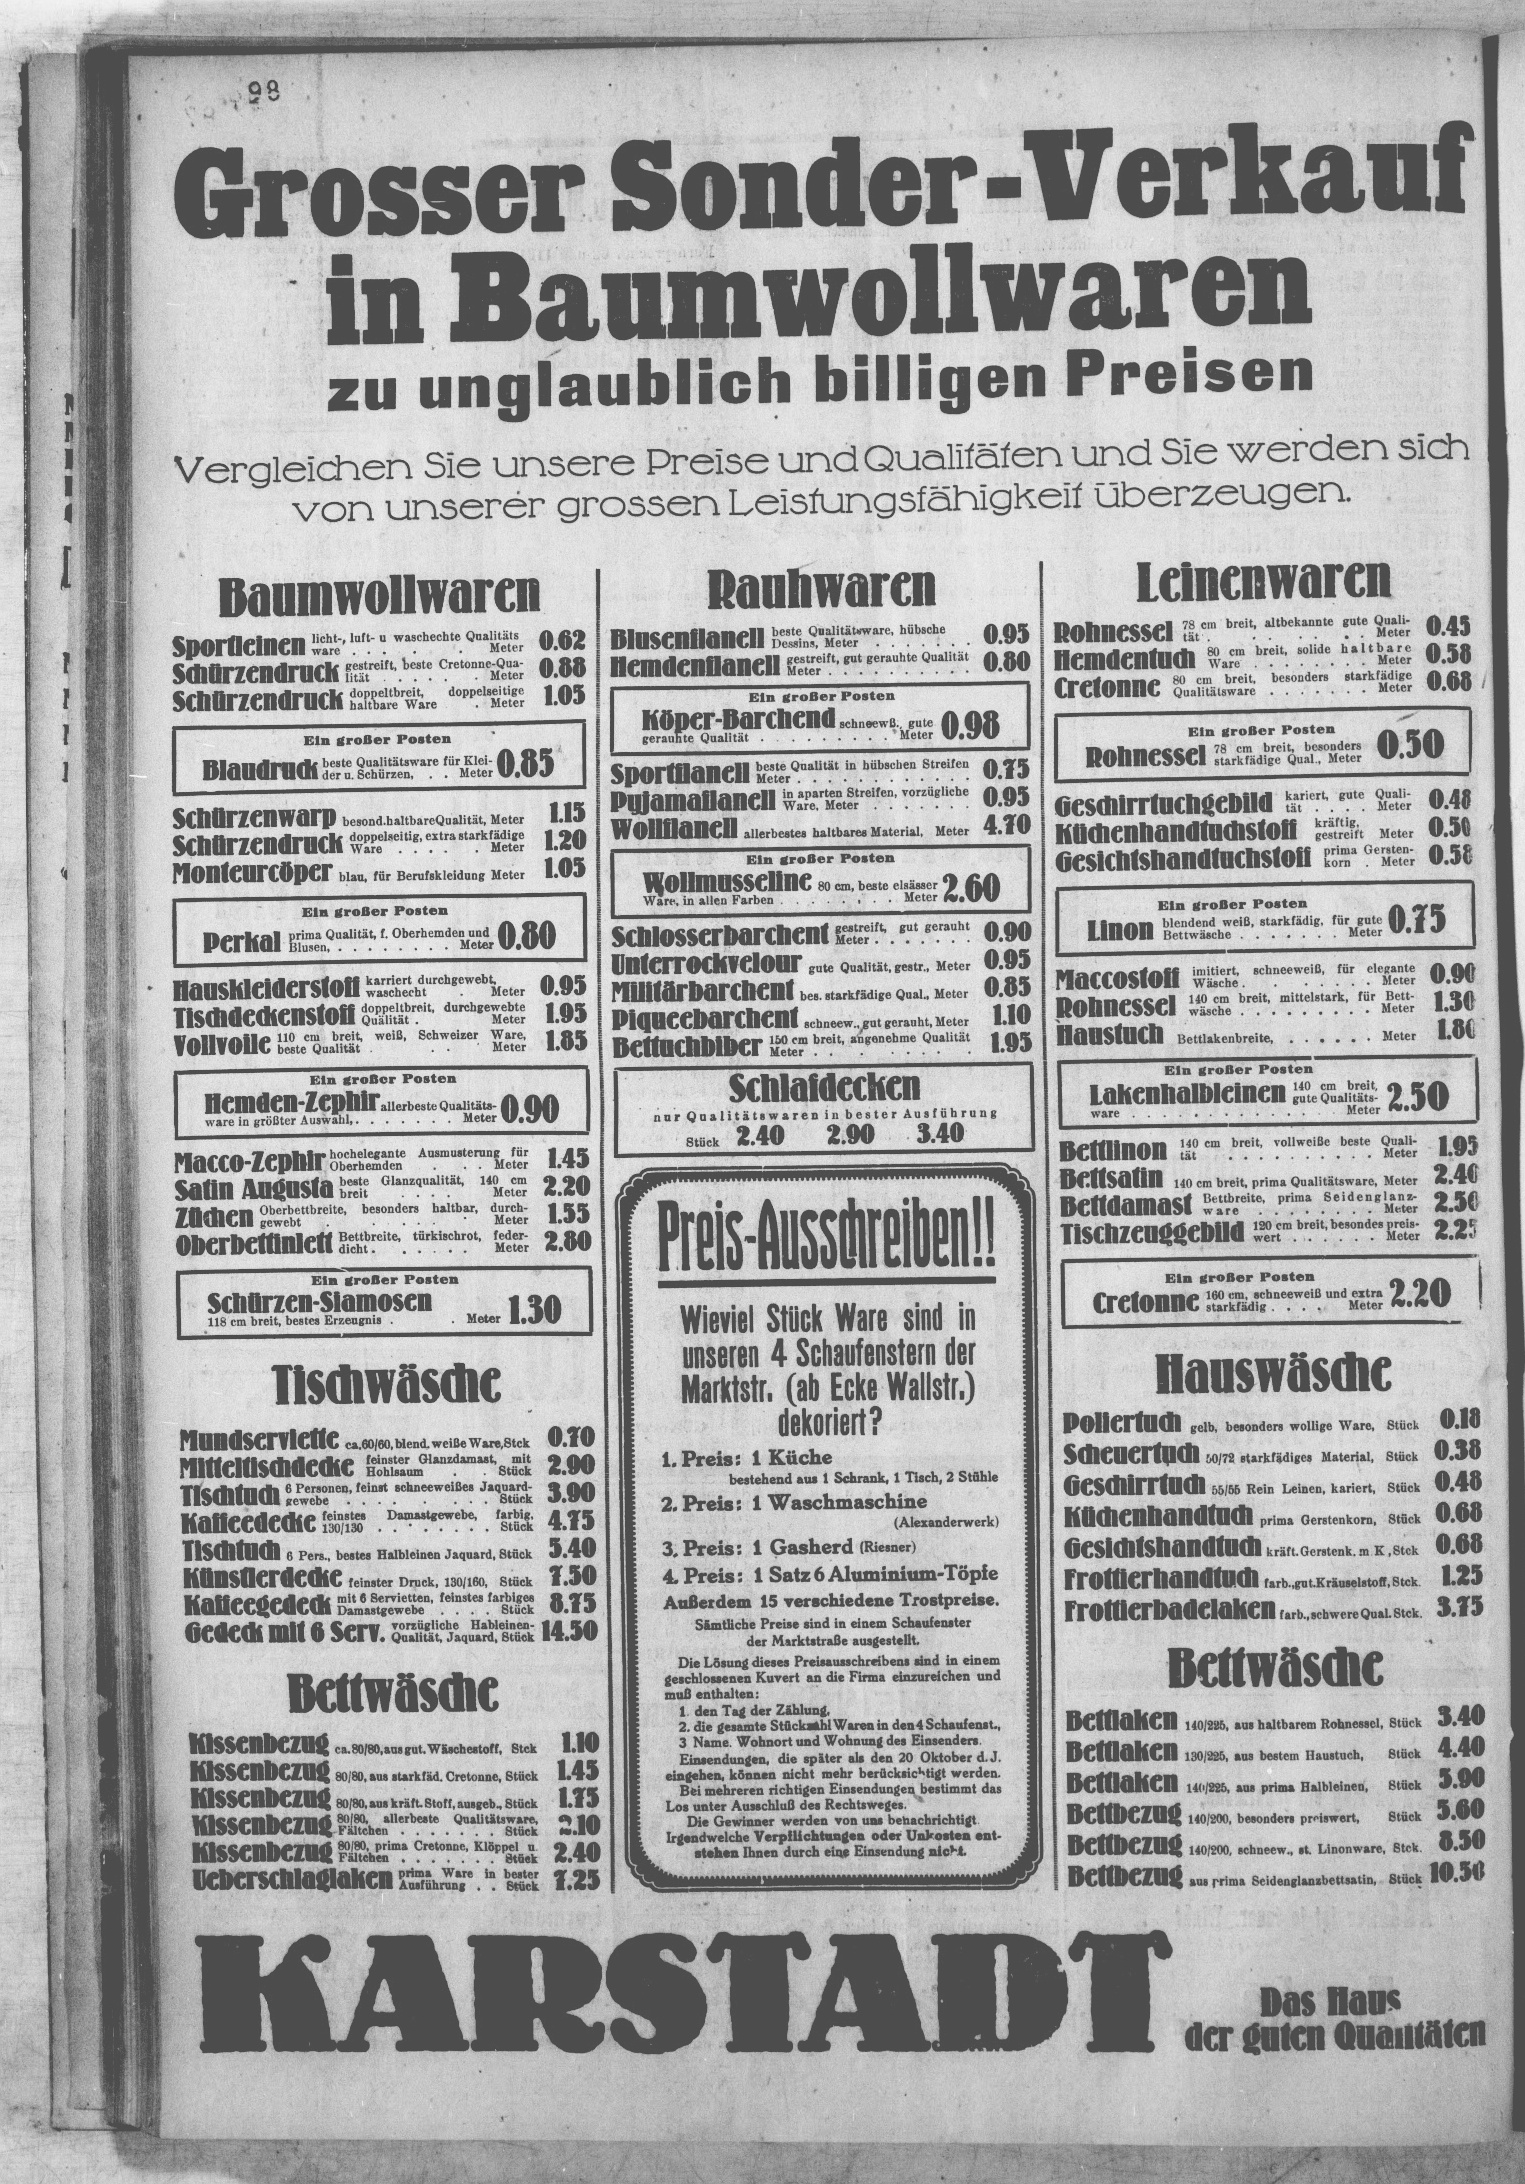 98
Grosser Sonder-Verkauf
in Baumwollwaren
zu unglaublich billigen Preisen
Vergleichen Sie unsere Preise und Qualitäten und Sie werden sich
von unserer grossen Leistungsfähigkeit überzeugen.
Baumwollwaren
Sportleinen licht-, luft- u waschechte Qualitäts
ware . . . . . Meter 0.62
Schürzendruck gestreift, beste Cretonne-Qua-
lität . . . . . Meter 0.88
Schürzendruck doppeltbreit, doppelseitige
haltbare Ware . Meter 1.05
Ein großer Posten
Blaudruck beste Qualitätsware für Klei-
der u. Schürzen, . . Meter 0.85
Schürzenwarp besond.haltbare Qualität, Meter 1.15
Schürzendruck doppelseitig, extra starkfädige
Ware . . . . . Meter 1.20
Monteurcöper blau, für Berufskleidung Meter 1.05
Ein großer Posten
Perkal prima Qualität, f. Oberhemden und
Blusen, . . . . . . . . Meter 0.80
Hauskleiderstoff karriert durchgewebt,
waschecht . Meter 0.95
Tischdeckenstoff doppeltbreit, durchgewebte
Qualität . Meter 1.95
Vollvoile 110 cm breit, weiß, Schweizer Ware,
beste Qualität . . . Meter 1.85
Ein großer Posten
Hemden-Zephir allerbeste Qualitäts-
ware in größter Auswahl, . . . . . . . Meter 0.90
Macco-Zephir hochelegante Ausmusterung für
Oberhemden . . . Meter 1.45
Satin Augusta beste Glanzqualität, 140 cm
breit . . . . Meter 2.20
Züchen Oberbettbreite, besonders haltbar, durch-
gewebt . . . . . . Meter 1.55
Oberbettinlett Bettbreite, türkischrot, feder-
dicht . . . . . . Meter 2.80
Ein großer Posten
Schürzen-Siamosen
118 cm breit, bestes Erzeugnis . . Meter 1.30
Tischwäsche
Mundserviette ca.60/60, blend. weiße Ware, Stck 0.70
Mitteltischdecke feinster Glanzdamast, mit
Hohlsaum . . Stück 2.90
Tischtuch 6 Personen, feinst schneeweißes Jaquard-
gewebe . . . . . . . . Stück 3.90
Kaffeedecke feinstes Damastgewebe, farbig,
130/130 . . . . . . . . Stück 4.75
Tischtuch 6 Pers., bestes Halbleinen Jaquard, Stück 5.40
Künstlerdecke feinster Druck, 130/160, Stück 7.50
Kaffeegedeck mit 6 Servietten, feinstes farbiges
Damastgewebe . . . . Stück 8.75
Gedeck mit 6 Serv. vorzügliche Hableinen-
Qualität, Jaquard, Stück 14.50
Bettwäsche
Kissenbezug ca.80/80, aus gut. Wäschestoff, Stck 1.10
Kissenbezug 80/80, aus starkfäd. Cretonne, Stück 1.45
Kissenbezug 80/80, aus kräft. Stoff, ausgeb., Stück 1.75
Kissenbezug 80/80, allerbeste Qualitätsware,
Fältchen . . . . . . . Stück 2.10
Kissenbezug 80/80, prima Cretonne, Klöppel u.
Fältchen . . . . . . . Stück 2.40
Ueberschlaglaken prima Ware in bester
Ausführung . . Stück 7.25
Rauhwaren
Blusenflanell beste Qualitätsware, hübsche
Dessins, Meter . . . . . . . 0.95
Hemdenflanell gestreift, gut gerauhte Qualität
Meter . . . . . . . . . . 0.80
Ein großer Posten
Köper-Barchend schneewß., gute
gerauhte Qualität . . . . . . . . . Meter 0.98
Sportflanell beste Qualität in hübschen Streifen
Meter . . . . . . . . . . . . 0.75
Pyjamaflanell in aparten Streifen, vorzügliche
Ware, Meter . . . . . . . 0.95
Wollflanell allerbestes haltbares Material, Meter 4.70
Ein großer Posten
Wollmusseline 80 cm, beste elsässer
Ware, in allen Farben . . . . . . . Meter 2.60
Schlosserbarchent gestreift, gut gerauht
Meter . . . . . . . 0.90
Unterrockvelour gute Qualität, gestr., Meter 0.95
Militärbarchent bes. starkfädige Qual., Meter 0.85
Piqueebarchent schneew., gut gerauht, Meter 1.10
Bettuchbiber 150 cm breit, angenehme Qualität
Meter . . . . . . . . . 1.95
Schlafdecken
nur Qualitätswaren in bester Ausführung
Stück 2.40 2.90 3.40
Preis-Ausschreiben!!
Wieviel Stück Ware sind in
unseren 4 Schaufenstern der
Marktstr. (ab Ecke Wallstr.)
dekoriert?
1. Preis: 1 Küche
bestehend aus 1 Schrank, 1 Tisch, 2 Stühle
2. Preis: 1 Waschmaschine
(Alexanderwerk)
3. Preis: 1 Gasherd (Riesner)
4. Preis: 1 Satz 6 Aluminium-Töpfe
Außerdem 15 verschiedene Trostpreise.
Sämtliche Preise sind in einem Schaufenster
der Marktstraße ausgestellt.
Die Lösung dieses Preisausschreibens sind in einem
geschlossenen Kuvert an die Firma einzureichen und
muß enthalten:
1. den Tag der Zählung,
2. die gesamte Stückzahl Waren in den 4 Schaufenst.,
3 Name, Wohnort und Wohnung des Einsenders.
Einsendungen, die später als den 20 Oktober d. J.
eingehen, können nicht mehr berücksichtigt werden.
Bei mehreren richtigen Einsendungen bestimmt das
Los unter Ausschluß des Rechtsweges.
Die Gewinner werden von uns benachrichtigt.
Irgendwelche Verpflichtungen oder Unkosten ent-
stehen Ihnen durch eine Einsendung nicht.
Leinenwaren
Rohnessel 78 cm breit, altbekannte gute Quali-
tät . . . . . . . Meter 0.45
Hemdentuch 80 cm breit, solide haltbare
Ware . . . . . . . . Meter 0.58
Cretonne 80 cm breit, besonders starkfädige
Qualitätsware . . . . . . . Meter 0.68
Ein großer Posten
Rohnessel 78 cm breit, besonders
starkfädige Qual., Meter 0.50
Geschirrtuchgebild kariert, gute Quali-
tät . . . . Meter 0.48
Küchenhandtuchstoff kräftig,
gestreift Meter 0.50
Gesichtshandtuchstoff prima Gersten-
korn . Meter 0.58
Ein großer Posten
Linon blendend weiß, starkfädig, für gute
Bettwäsche . . . . . . . Meter 0.75
Maccostoff imitiert, schneeweiß, für elegante
Wäsche . . . . . . . . Meter 0.90
Rohnessel 140 cm breit, mittelstark, für Bett-
wäsche . . . . . . . . . Meter 1.30
Haustuch Bettlakenbreite, . . . . . . Meter 1.80
Ein großer Posten
Lakenhalbleinen 140 cm breit,
gute Qualitäts-
ware . . . . . . . . . . . . . Meter 2.50
Bettlinon 140 cm breit, vollweiße beste Quali-
tät . . . . . . . . . . Meter 1.95
Bettsatin 140 cm breit, prima Qualitätsware, Meter 2.40
Bettdamast Bettbreite, prima Seidenglanz-
ware . . . . . . . . Meter 2.50
Tischzeuggebild 120 cm breit, besondes preis-
wert . . . . . . Meter 2.25
Ein großer Posten
Cretonne 160 cm, schneeweiß und extra
starkfädig . . . . Meter 2.20
Hauswäsche
Poliertuch gelb, besonders wollige Ware, Stück 0.18
Scheuertuch 50/72 starkfädiges Material, Stück 0.38
Geschirrtuch 55/55 Rein Leinen, kariert, Stück 0.48
Küchenhandtuch prima Gerstenkorn, Stück 0.68
Gesichtshandtuch kräft. Gerstenk. m K, Stck 0.68
Frottierhandtuch farb., gut. Kräuselstoff, Stck. 1.25
Frottierbadelaken farb., schwere Qual. Stck. 3.75
Bettwäsche
Bettlaken 140/225, aus haltbarem Rohnessel, Stück 3.40
Bettlaken 130/225, aus bestem Haustuch, Stück 4.40
Bettlaken 140/225, aus prima Halbleinen, Stück 5.90
Bettbezug 140/200, besonders preiswert, Stück 5.60
Bettbezug 140/200, schneew., st. Linonware, Stck. 8.50
Bettbezug aus prima Seidenglanzbettsatin, Stück 10.50
KARSTADT
Das Haus
der guten Qualitäten